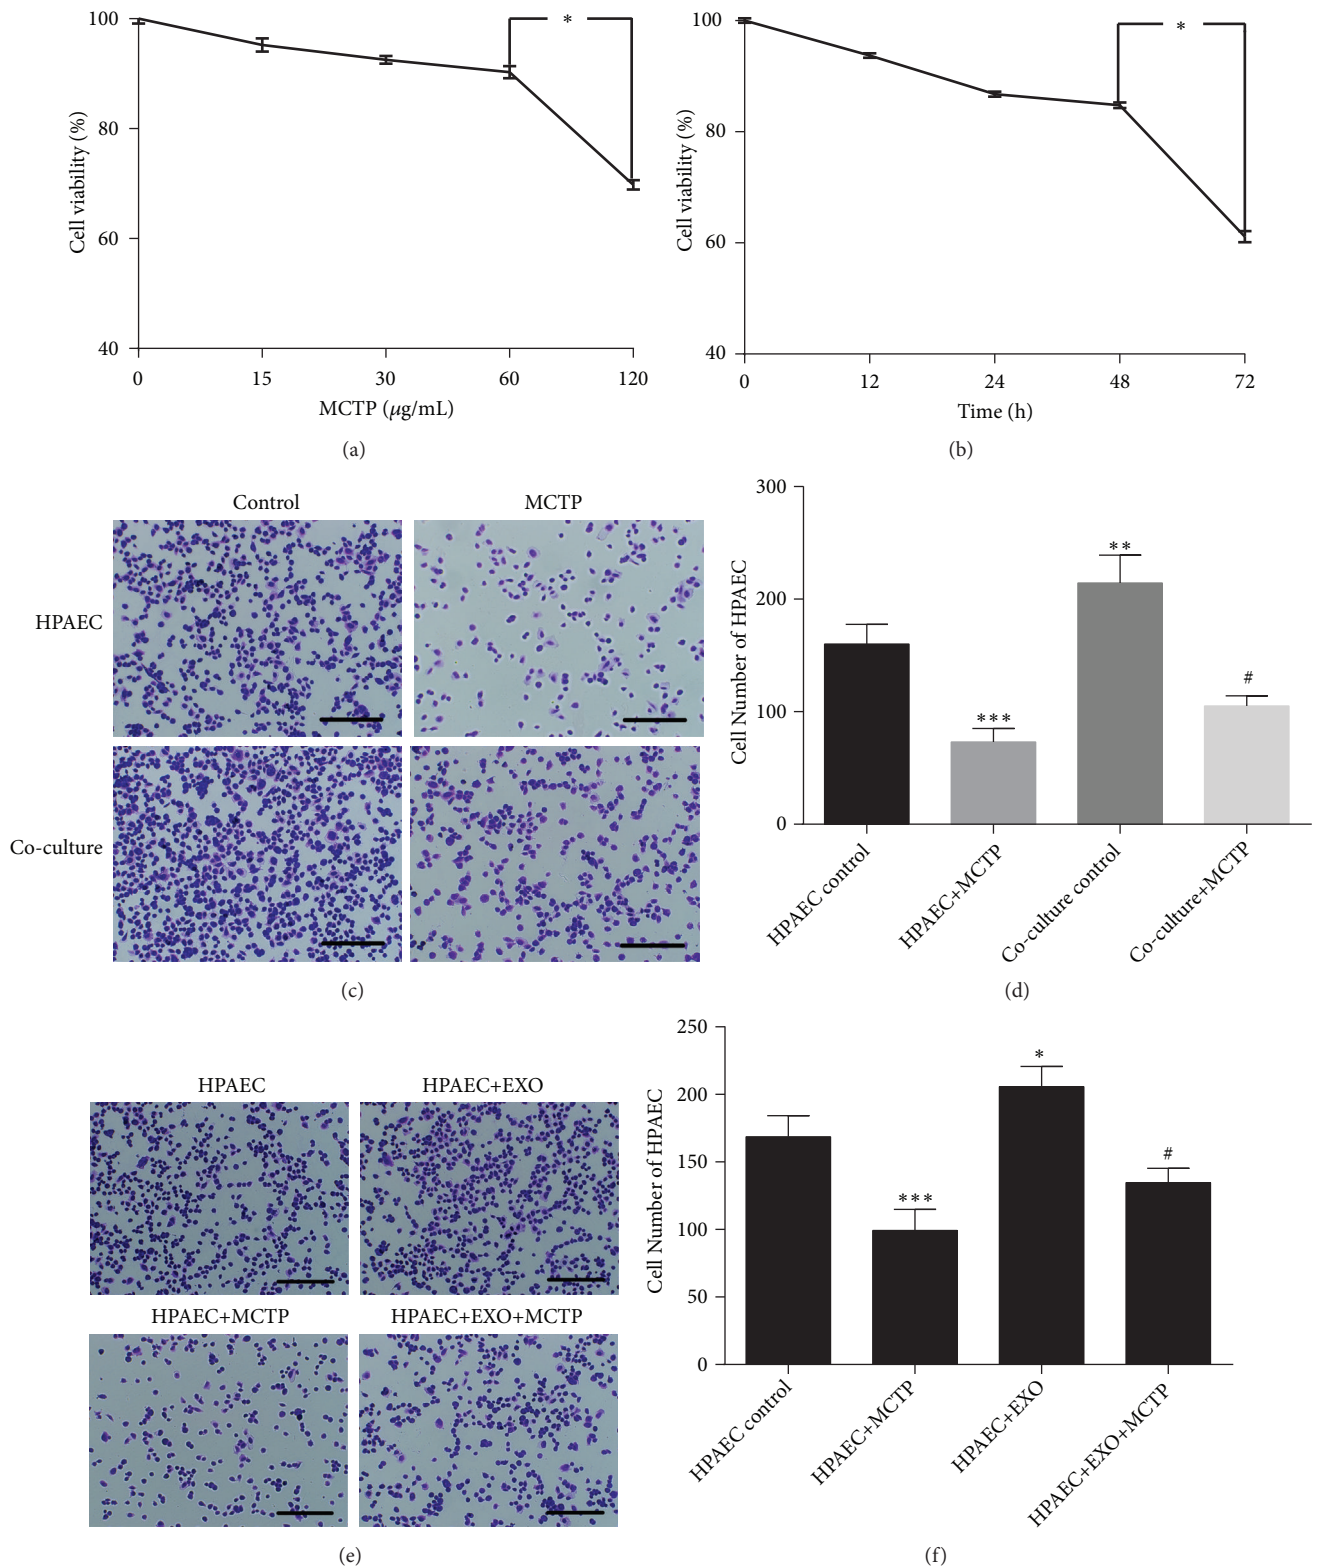 100
80
60
40
Cell viability (%)
*
0 15 30 60 120
MCTP (μg/mL)
(a)
100
80
60
40
Cell viability (%)
*
0 12 24 48 72
Time (h)
(b)
Control MCTP
HPAEC
Co-culture
(c)
300
200
100
0
Cell Number of HPAEC
***
**
#
HPAEC control
HPAEC+MCTP
Co-culture control
Co-culture+MCTP
(d)
HPAEC HPAEC+EXO
HPAEC+MCTP HPAEC+EXO+MCTP
(e)
250
200
150
100
50
0
Cell Number of HPAEC
***
*
#
HPAEC control
HPAEC+MCTP
HPAEC+EXO
HPAEC+EXO+MCTP
(f)